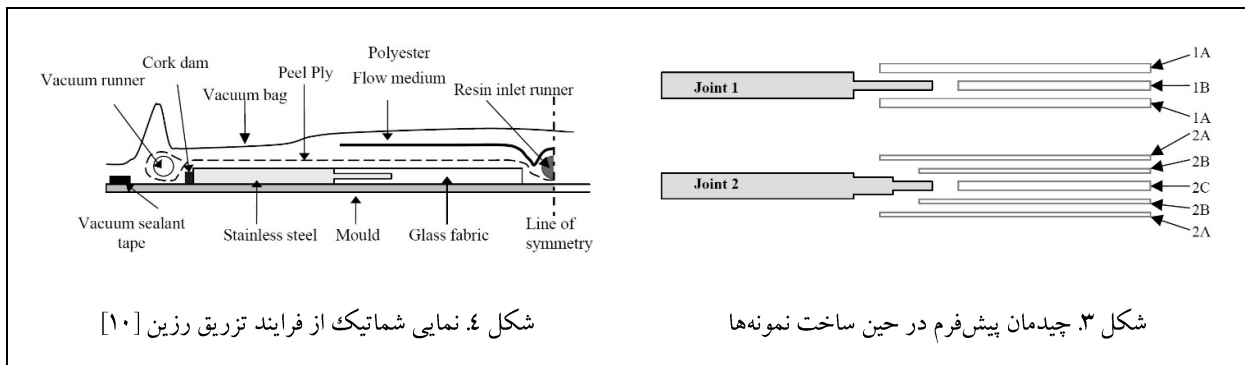 Cork dam
Vacuum runner
Vacuum bag
Peel Ply
Polyester
Flow medium
Resin inlet runner
Vacuum sealant
tape
Stainless steel
Mould
Glass fabric
Line of
symmetry
Joint 1
1A
1B
1A
Joint 2
2A
2B
2C
2B
2A
شکل ۳. چیدمان پیش‌فرم در حین ساخت نمونه‌ها
شکل ٤. نمایی شماتیک از فرایند تزریق رزین [۱۰]